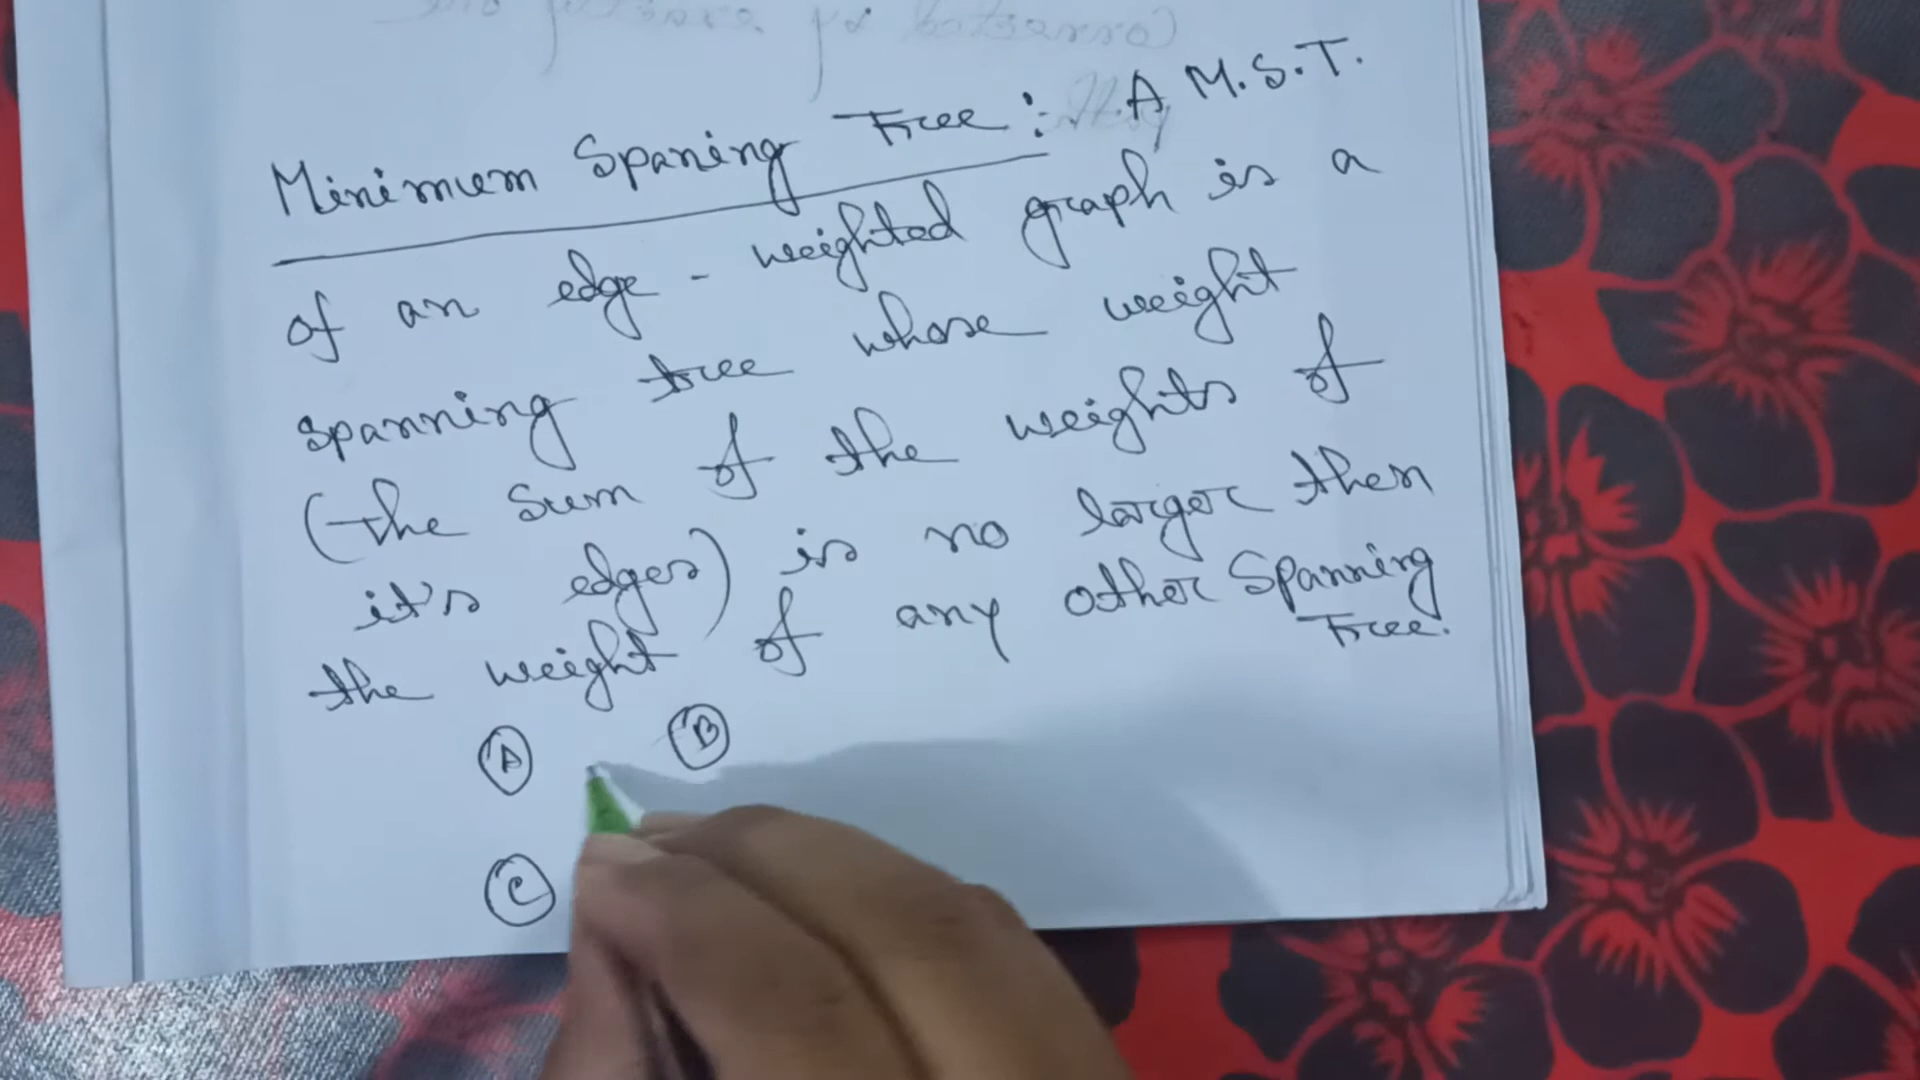 Minimum Spaning Tree: A M.S.T.
of an edge-weighted graph is a
spanning tree whose weight
(the sum of the weights of
it's edges) is no larger then
the weight of any other Spanning
Tree.
A B
C